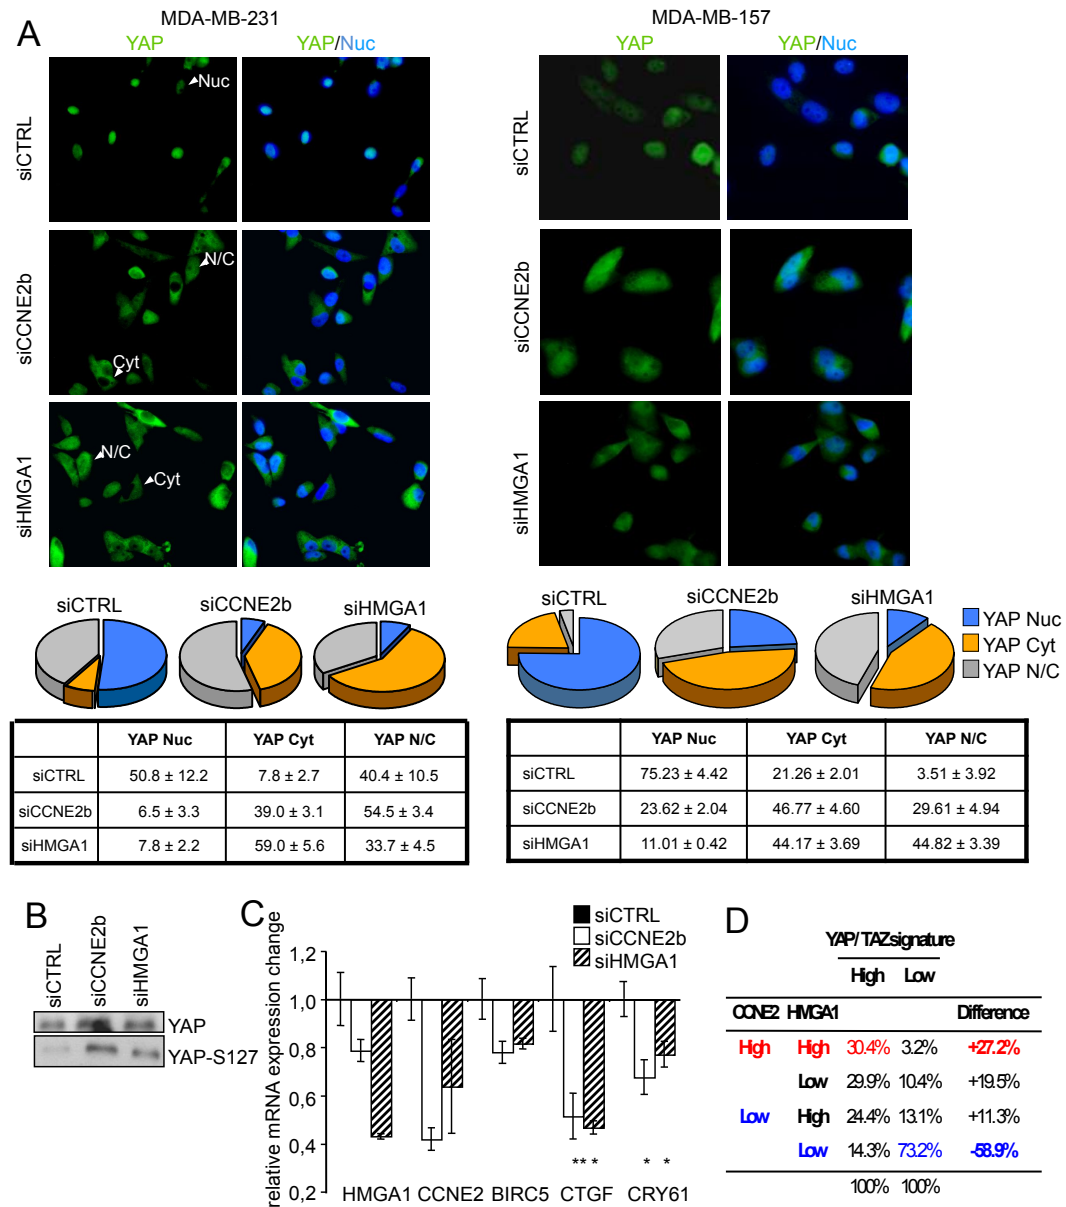 A
MDA-MB-231
MDA-MB-157
YAP YAP/Nuc
YAP YAP/Nuc
siCTRL
Nuc
siCTRL
siCCNE2b
N/C
Cyt
siCCNE2b
siHMGA1
N/C
Cyt
siHMGA1
siCTRL siCCNE2b siHMGA1
siCTRL siCCNE2b siHMGA1
YAP Nuc
YAP Cyt
YAP N/C
YAP Nuc YAP Cyt YAP N/C
siCTRL 50.8 ± 12.2 7.8 ± 2.7 40.4 ± 10.5
siCCNE2b 6.5 ± 3.3 39.0 ± 3.1 54.5 ± 3.4
siHMGA1 7.8 ± 2.2 59.0 ± 5.6 33.7 ± 4.5
YAP Nuc YAP Cyt YAP N/C
siCTRL 75.23 ± 4.42 21.26 ± 2.01 3.51 ± 3.92
siCCNE2b 23.62 ± 2.04 46.77 ± 4.60 29.61 ± 4.94
siHMGA1 11.01 ± 0.42 44.17 ± 3.69 44.82 ± 3.39
B
siCTRL
siCCNE2b
siHMGA1
YAP
YAP-S127
C
siCTRL
siCCNE2b
siHMGA1
relative mRNA expression change
1,2
1,0
0,8
0,6
0,4
0,2
** * * *
HMGA1 CCNE2 BIRC5 CTGF CRY61
D
YAP/TAZ signature
High Low
CCNE2 HMGA1 Difference
High High 30.4% 3.2% +27.2%
Low 29.9% 10.4% +19.5%
Low High 24.4% 13.1% +11.3%
Low 14.3% 73.2% -58.9%
100% 100%